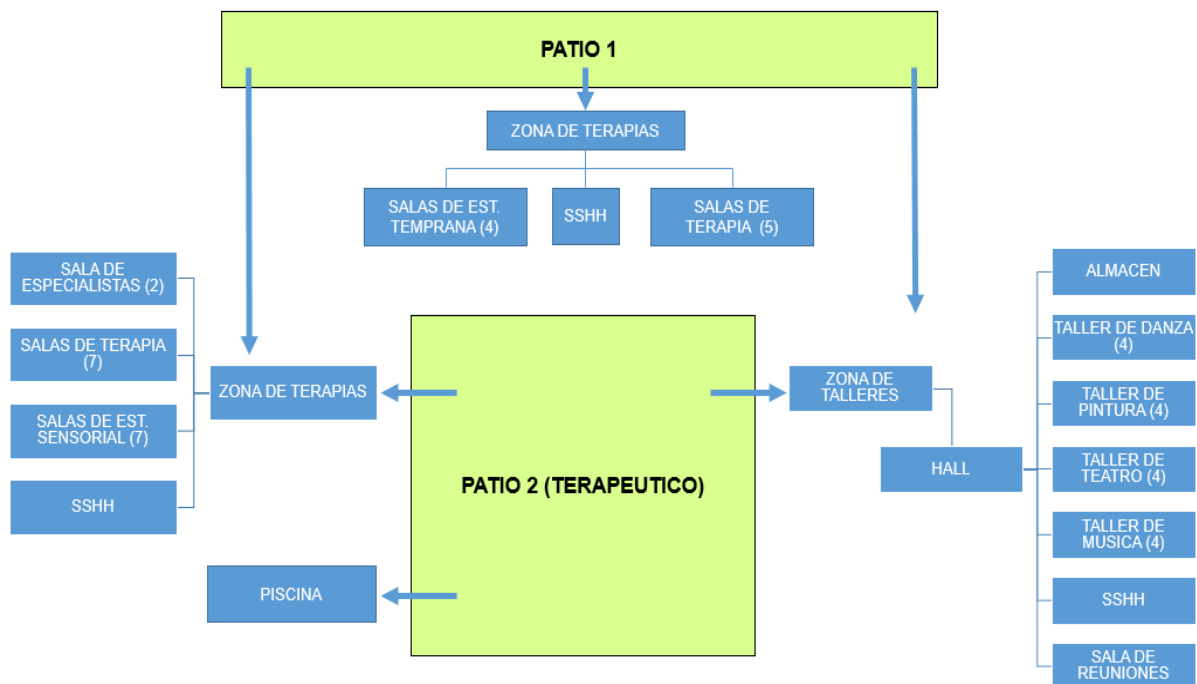 PATIO 1
ZONA DE TERAPIAS
SALAS DE EST.
TEMPRANA (4)
SSHH
SALAS DE
TERAPIA (5)
SALA DE
ESPECIALISTAS (2)
SALAS DE TERAPIA
(7)
SALAS DE EST.
SENSORIAL (7)
SSHH
ZONA DE TERAPIAS
PISCINA
PATIO 2 (TERAPEUTICO)
ZONA DE
TALLERES
HALL
ALMACEN
TALLER DE DANZA
(4)
TALLER DE
PINTURA (4)
TALLER DE
TEATRO (4)
TALLER DE
MUSICA (4)
SSHH
SALA DE
REUNIONES